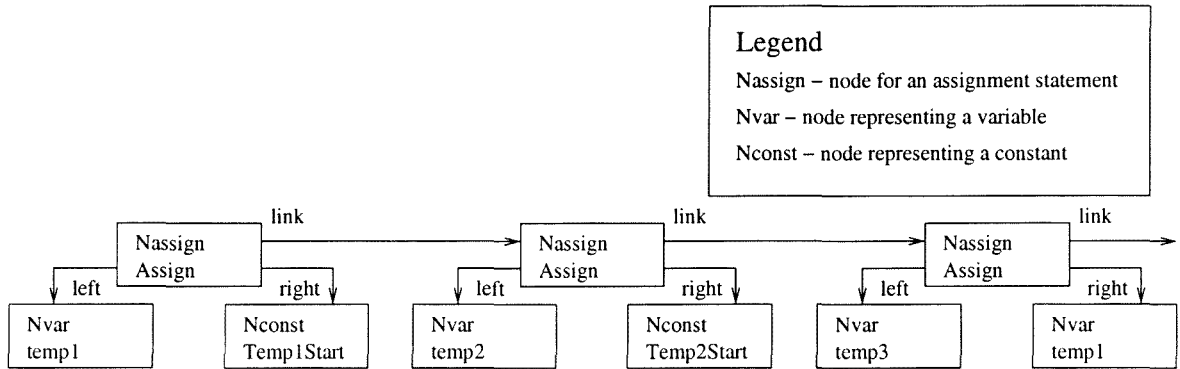 Legend
Nassign – node for an assignment statement
Nvar – node representing a variable
Nconst – node representing a constant
link
link
link
Nassign
Assign
Nassign
Assign
Nassign
Assign
left
right
left
right
left
right
Nvar
temp1
Nconst
Temp1Start
Nvar
temp2
Nconst
Temp2Start
Nvar
temp3
Nvar
temp1